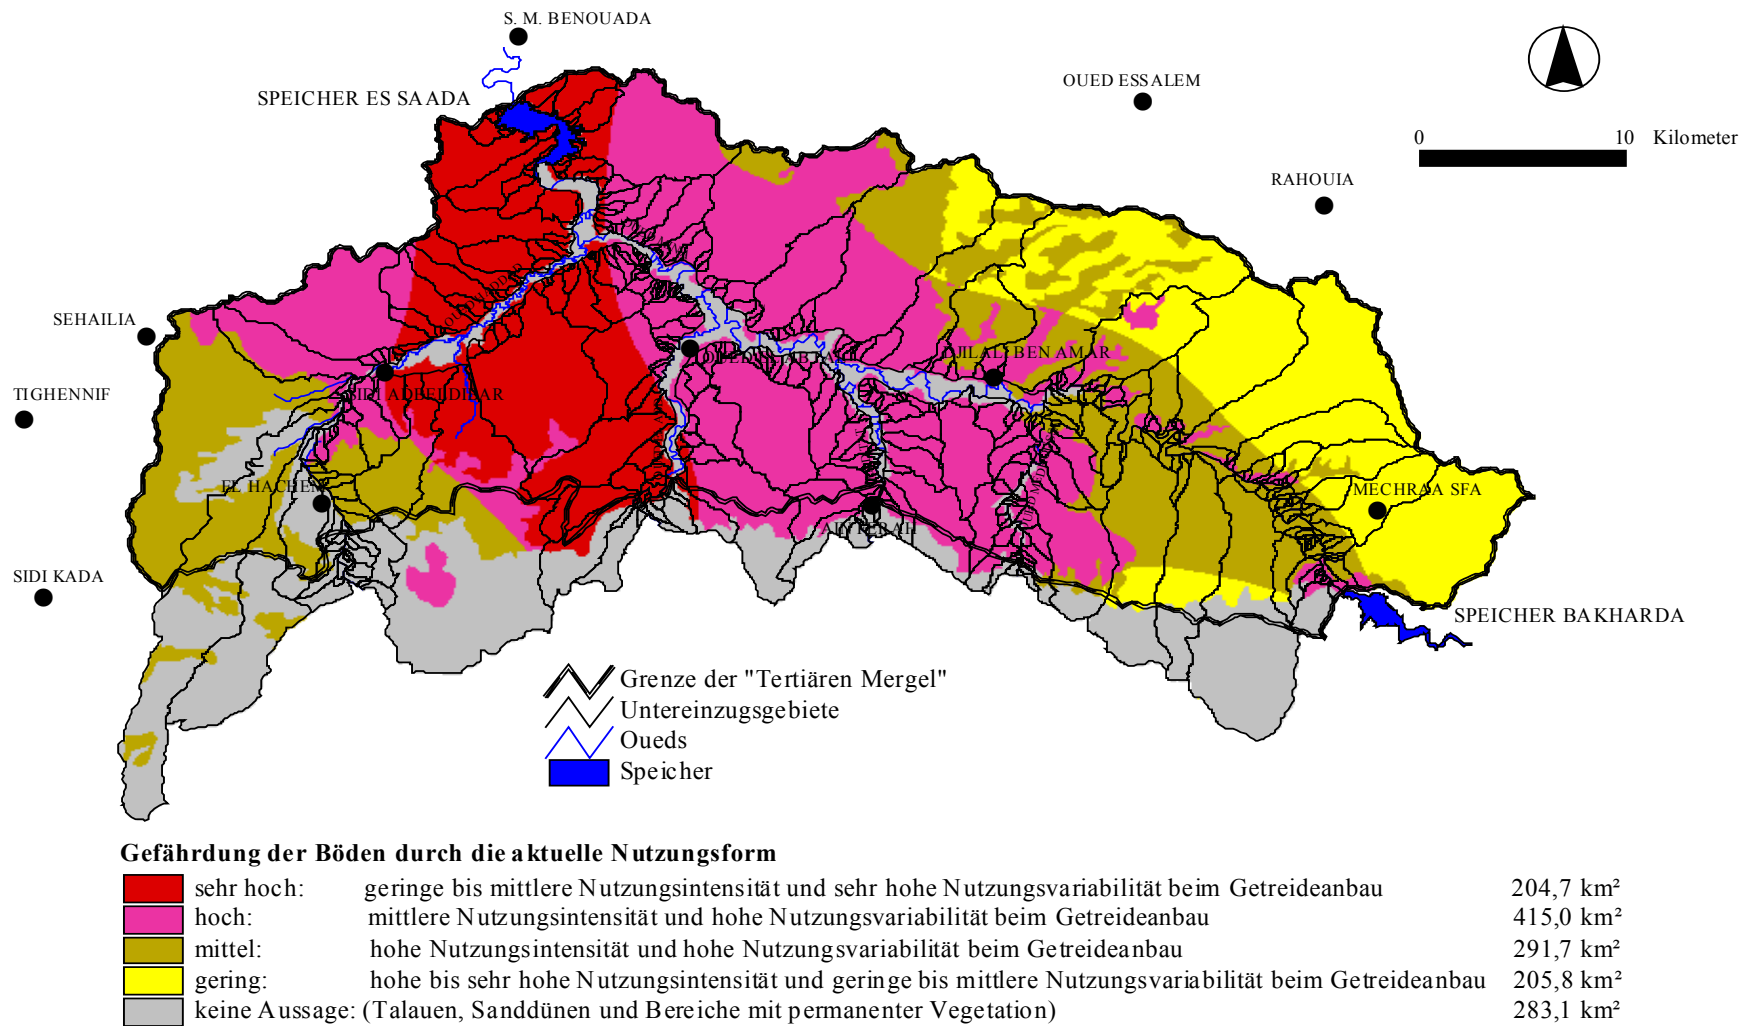 S. M. BENOUADA
SPEICHER ES SAADA
OUED ESSALEM
0 10 Kilometer
RAHOUIA
SEHAILIA
DJILALI BEN AMAR
SIDI ABDELDJBAR
TIGHENNIF
EL HACHEM
MECHRAA SFA
SIDI KADA
SPEICHER BAKHARDA
Grenze der "Tertiären Mergel"
Untereinzugsgebiete
Oueds
Speicher
Gefährdung der Böden durch die aktuelle Nutzungsform
sehr hoch: geringe bis mittlere Nutzungsintensität und sehr hohe Nutzungsvariabilität beim Getreideanbau 204,7 km²
hoch: mittlere Nutzungsintensität und hohe Nutzungsvariabilität beim Getreideanbau 415,0 km²
mittel: hohe Nutzungsintensität und hohe Nutzungsvariabilität beim Getreideanbau 291,7 km²
gering: hohe bis sehr hohe Nutzungsintensität und geringe bis mittlere Nutzungsvariabilität beim Getreideanbau 205,8 km²
keine Aussage: (Talauen, Sanddünen und Bereiche mit permanenter Vegetation) 283,1 km²